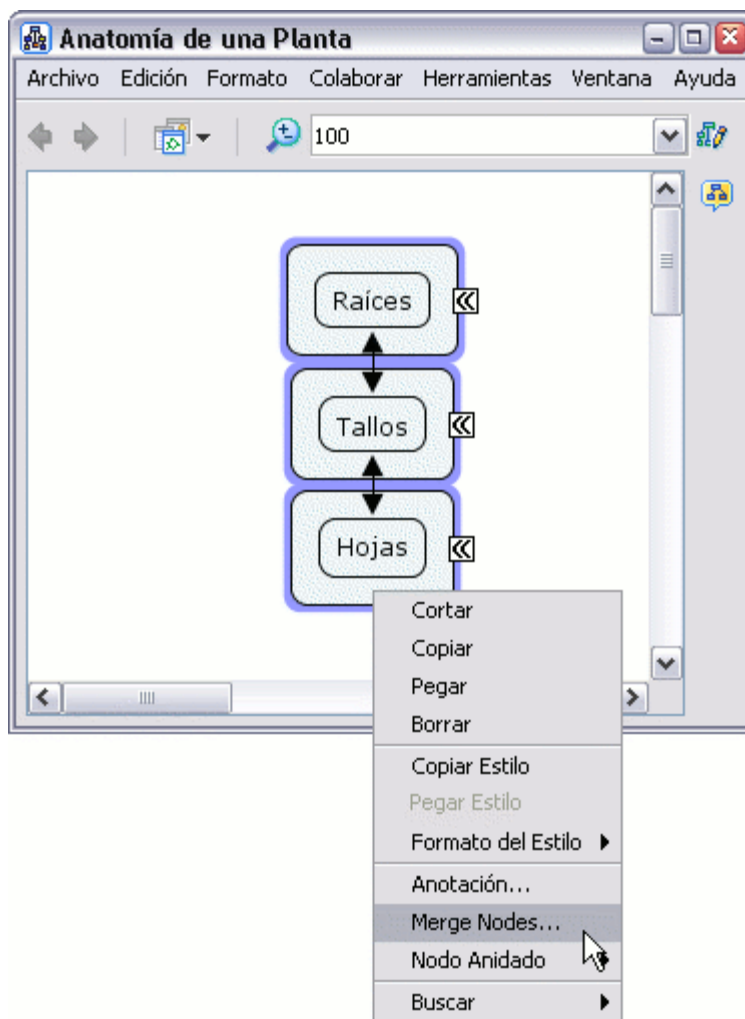 Anatomía de una Planta
Archivo Edición Formato Colaborar Herramientas Ventana Ayuda
100
Raíces
Tallos
Hojas
Cortar
Copiar
Pegar
Borrar
Copiar Estilo
Pegar Estilo
Formato del Estilo
Anotación...
Merge Nodes...
Nodo Anidado
Buscar